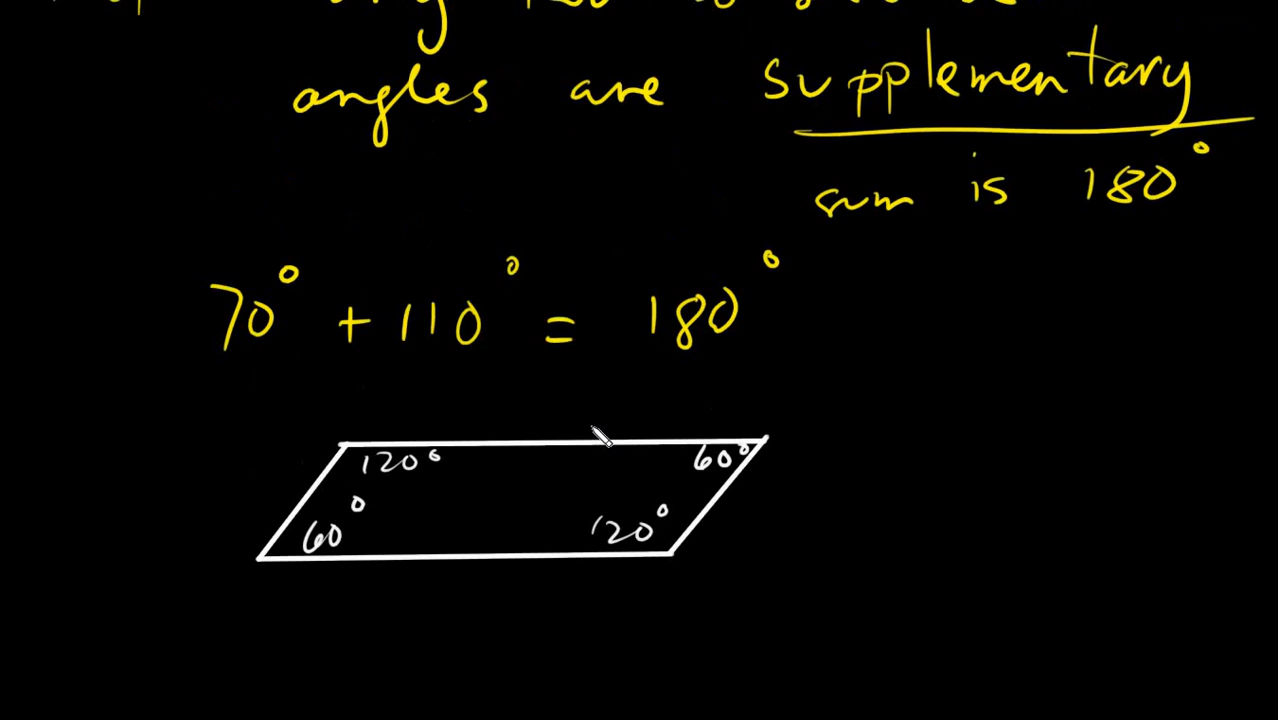 angles are supplementary
sum is 180°
70° + 110° = 180°
120° 60°
60° 120°